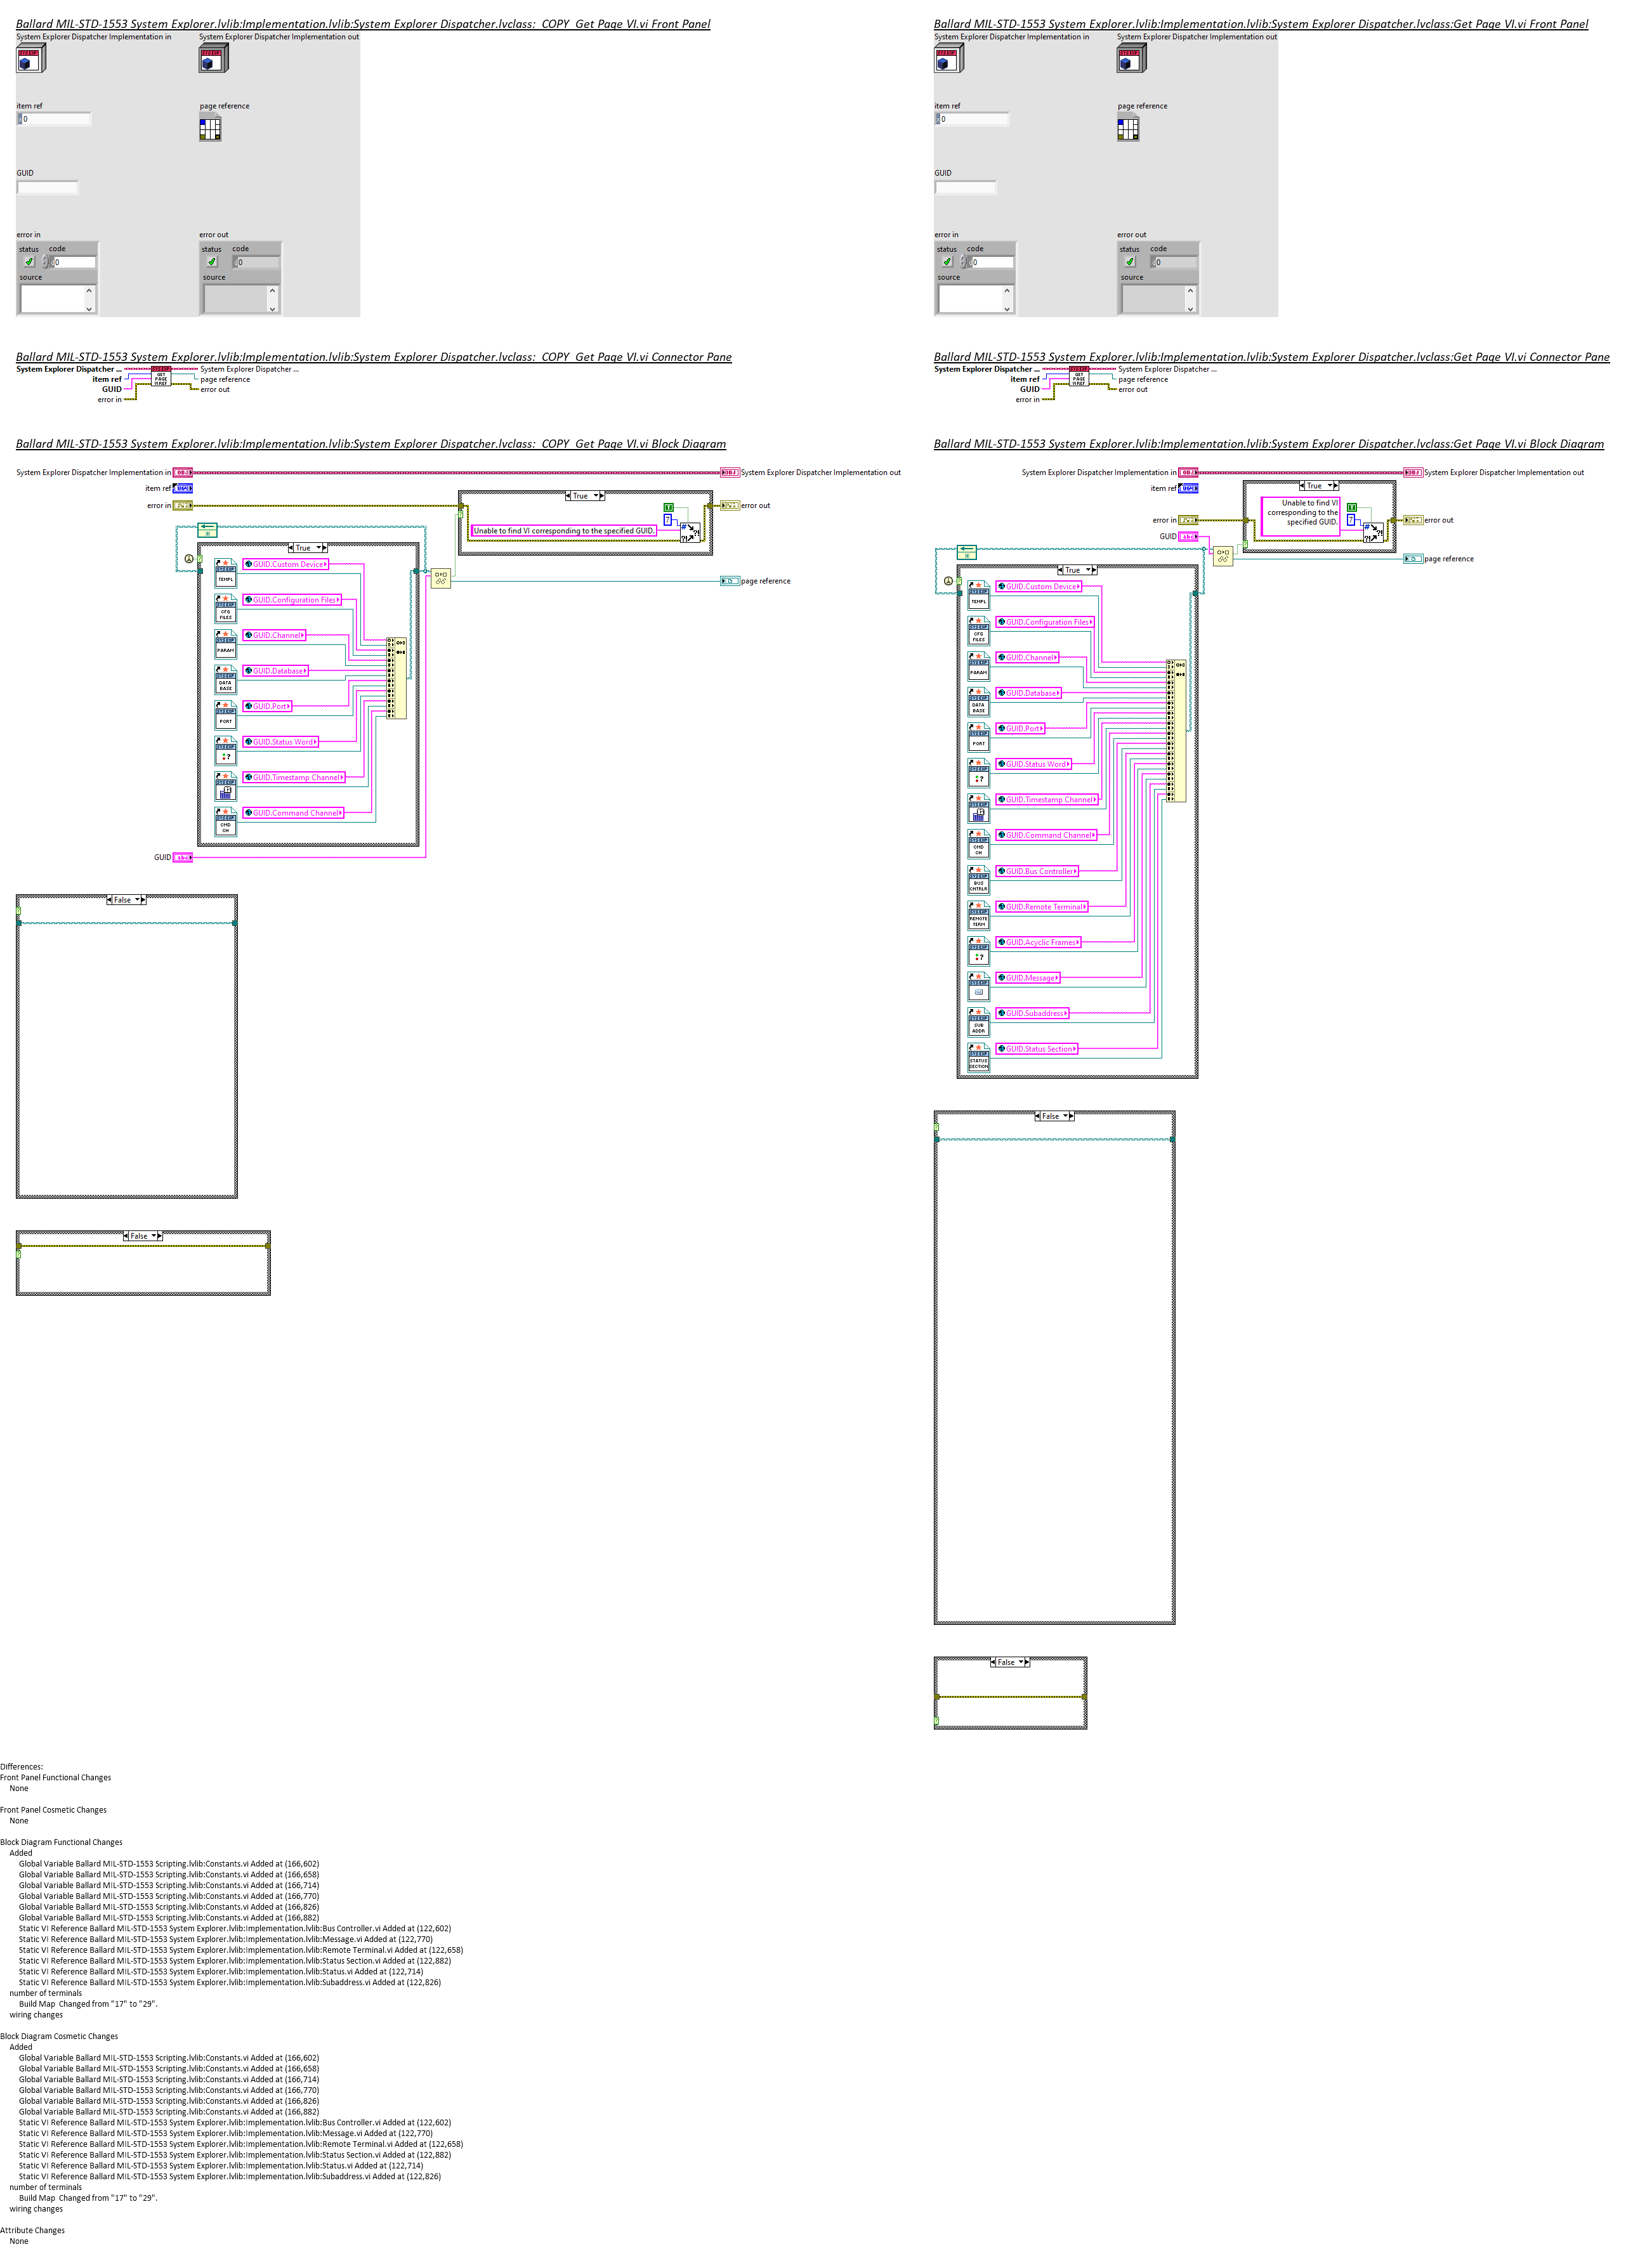 Ballard MIL-STD-1553 System Explorer.lvlib:Implementation.lvlib:System Explorer Dispatcher.lvclass:_COPY_Get Page VI.vi Front Panel
System Explorer Dispatcher Implementation in
System Explorer Dispatcher Implementation out
item ref
0
page reference
GUID
error in
status
code
0
source
error out
status
code
0
source
Ballard MIL-STD-1553 System Explorer.lvlib:Implementation.lvlib:System Explorer Dispatcher.lvclass:_COPY_Get Page VI.vi Connector Pane
System Explorer Dispatcher ...
item ref
GUID
error in
GET
PAGE
VI REF
System Explorer Dispatcher ...
page reference
error out
Ballard MIL-STD-1553 System Explorer.lvlib:Implementation.lvlib:System Explorer Dispatcher.lvclass:_COPY_Get Page VI.vi Block Diagram
System Explorer Dispatcher Implementation in
OBJ
OBJ
System Explorer Dispatcher Implementation out
item ref
error in
True
Unable to find VI corresponding to the specified GUID.
7
error out
page reference
True
TEMPL
GUID.Custom Device
CFG
FILES
GUID.Configuration Files
PARAM
GUID.Channel
DATA
BASE
GUID.Database
PORT
GUID.Port
GUID.Status Word
GUID.Timestamp Channel
CMD
CH
GUID.Command Channel
GUID
abc
False
False
Ballard MIL-STD-1553 System Explorer.lvlib:Implementation.lvlib:System Explorer Dispatcher.lvclass:Get Page VI.vi Front Panel
System Explorer Dispatcher Implementation in
System Explorer Dispatcher Implementation out
item ref
0
page reference
GUID
error in
status
code
0
source
error out
status
code
0
source
Ballard MIL-STD-1553 System Explorer.lvlib:Implementation.lvlib:System Explorer Dispatcher.lvclass:Get Page VI.vi Connector Pane
System Explorer Dispatcher ...
item ref
GUID
error in
GET
PAGE
VI REF
System Explorer Dispatcher ...
page reference
error out
Ballard MIL-STD-1553 System Explorer.lvlib:Implementation.lvlib:System Explorer Dispatcher.lvclass:Get Page VI.vi Block Diagram
System Explorer Dispatcher Implementation in
OBJ
OBJ
System Explorer Dispatcher Implementation out
item ref
error in
GUID
abc
True
Unable to find VI
corresponding to the
specified GUID.
7
error out
page reference
True
TEMPL
GUID.Custom Device
CFG
FILES
GUID.Configuration Files
PARAM
GUID.Channel
DATA
BASE
GUID.Database
PORT
GUID.Port
GUID.Status Word
GUID.Timestamp Channel
CMD
CH
GUID.Command Channel
BUS
CNTRLR
GUID.Bus Controller
REMOTE
TERM
GUID.Remote Terminal
GUID.Acyclic Frames
GUID.Message
SUB
ADDR
GUID.Subaddress
STATUS
SECTION
GUID.Status Section
False
False
Differences:
Front Panel Functional Changes
None
Front Panel Cosmetic Changes
None
Block Diagram Functional Changes
Added
Global Variable Ballard MIL-STD-1553 Scripting.lvlib:Constants.vi Added at (166,602)
Global Variable Ballard MIL-STD-1553 Scripting.lvlib:Constants.vi Added at (166,658)
Global Variable Ballard MIL-STD-1553 Scripting.lvlib:Constants.vi Added at (166,714)
Global Variable Ballard MIL-STD-1553 Scripting.lvlib:Constants.vi Added at (166,770)
Global Variable Ballard MIL-STD-1553 Scripting.lvlib:Constants.vi Added at (166,826)
Global Variable Ballard MIL-STD-1553 Scripting.lvlib:Constants.vi Added at (166,882)
Static VI Reference Ballard MIL-STD-1553 System Explorer.lvlib:Implementation.lvlib:Bus Controller.vi Added at (122,602)
Static VI Reference Ballard MIL-STD-1553 System Explorer.lvlib:Implementation.lvlib:Message.vi Added at (122,770)
Static VI Reference Ballard MIL-STD-1553 System Explorer.lvlib:Implementation.lvlib:Remote Terminal.vi Added at (122,658)
Static VI Reference Ballard MIL-STD-1553 System Explorer.lvlib:Implementation.lvlib:Status Section.vi Added at (122,882)
Static VI Reference Ballard MIL-STD-1553 System Explorer.lvlib:Implementation.lvlib:Status.vi Added at (122,714)
Static VI Reference Ballard MIL-STD-1553 System Explorer.lvlib:Implementation.lvlib:Subaddress.vi Added at (122,826)
number of terminals
Build Map  Changed from "17" to "29".
wiring changes
Block Diagram Cosmetic Changes
Added
Global Variable Ballard MIL-STD-1553 Scripting.lvlib:Constants.vi Added at (166,602)
Global Variable Ballard MIL-STD-1553 Scripting.lvlib:Constants.vi Added at (166,658)
Global Variable Ballard MIL-STD-1553 Scripting.lvlib:Constants.vi Added at (166,714)
Global Variable Ballard MIL-STD-1553 Scripting.lvlib:Constants.vi Added at (166,770)
Global Variable Ballard MIL-STD-1553 Scripting.lvlib:Constants.vi Added at (166,826)
Global Variable Ballard MIL-STD-1553 Scripting.lvlib:Constants.vi Added at (166,882)
Static VI Reference Ballard MIL-STD-1553 System Explorer.lvlib:Implementation.lvlib:Bus Controller.vi Added at (122,602)
Static VI Reference Ballard MIL-STD-1553 System Explorer.lvlib:Implementation.lvlib:Message.vi Added at (122,770)
Static VI Reference Ballard MIL-STD-1553 System Explorer.lvlib:Implementation.lvlib:Remote Terminal.vi Added at (122,658)
Static VI Reference Ballard MIL-STD-1553 System Explorer.lvlib:Implementation.lvlib:Status Section.vi Added at (122,882)
Static VI Reference Ballard MIL-STD-1553 System Explorer.lvlib:Implementation.lvlib:Status.vi Added at (122,714)
Static VI Reference Ballard MIL-STD-1553 System Explorer.lvlib:Implementation.lvlib:Subaddress.vi Added at (122,826)
number of terminals
Build Map  Changed from "17" to "29".
wiring changes
Attribute Changes
None